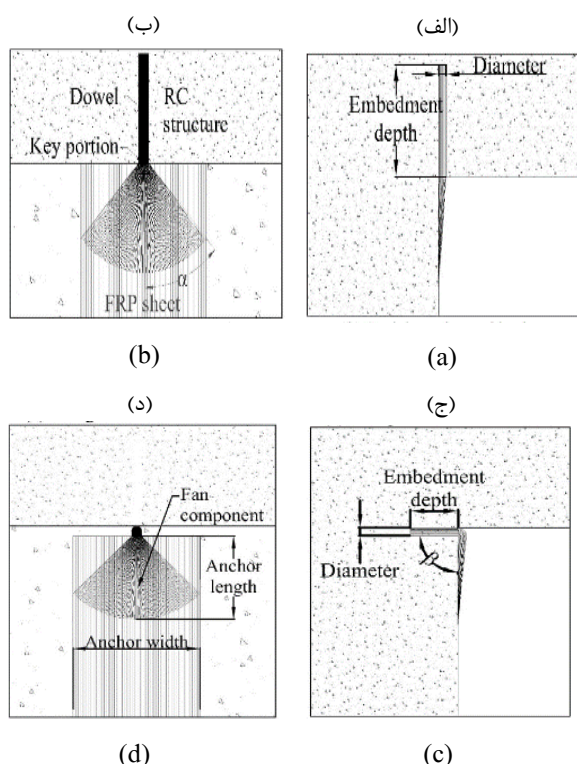 (ب)
(الف)
Dowel
RC
structure
Key portion
α
FRP sheet
Diameter
Embedment
depth
(b)
(a)
(د)
(ج)
Fan
component
Anchor
length
Anchor width
Embedment
depth
Diameter
β
(d)
(c)